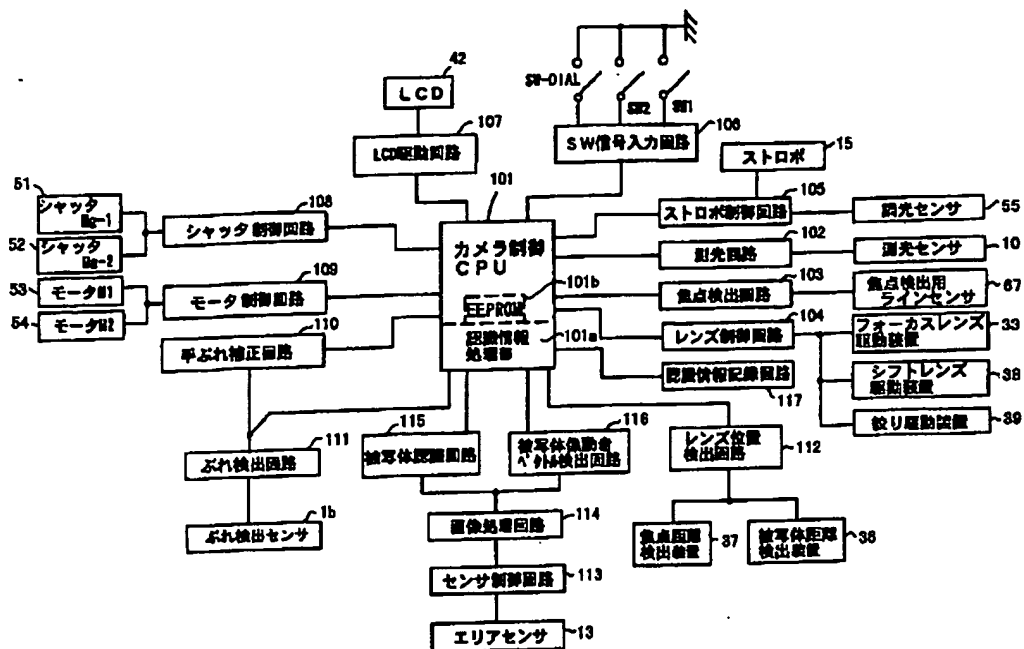 42
LCD
107
LCD駆動回路
SW-DIAL
SW2
SW1
106
SW信号入力回路
15
ストロボ
51
シャッタ
Mg-1
52
シャッタ
Mg-2
108
シャッタ制御回路
53
モータM1
54
モータM2
109
モータ制御回路
110
手ぶれ補正回路
101
カメラ制御
CPU
101b
EEPROM
認識情報
処理部
101a
105
ストロボ制御回路
調光センサ
55
102
測光回路
測光センサ
10
103
焦点検出回路
焦点検出用
ラインセンサ
67
104
レンズ制御回路
フォーカスレンズ
駆動装置
33
シフトレンズ
駆動装置
38
絞り駆動装置
39
認識情報記録回路
117
111
ぶれ検出回路
1b
ぶれ検出センサ
115
被写体認識回路
116
被写体像動き
ベクトル検出回路
レンズ位置
検出回路
112
焦点距離
検出装置
37
被写体距離
検出装置
36
画像処理回路
114
センサ制御回路
113
エリアセンサ
13